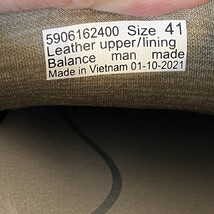 5906162400 Size 41
Leather upper/lining
Balance man made
Made in Vietnam 01-10-2021